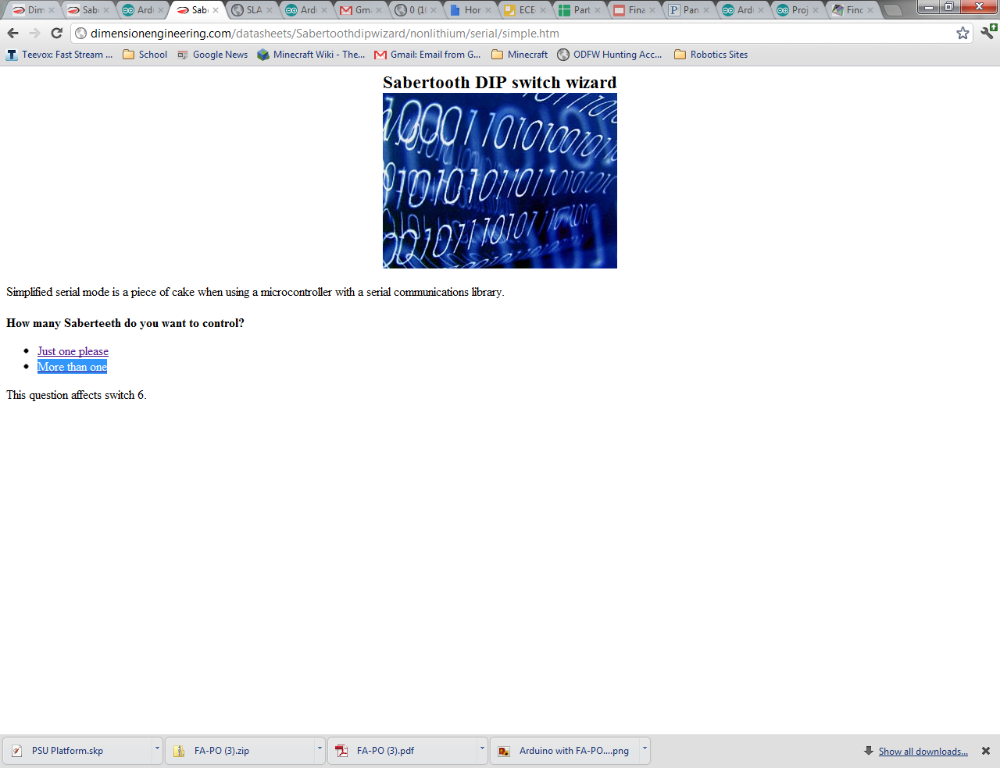 Dim
Sab
Ard
Sab
SLA
Ard
Gm
0 (1
Hor
ECE
Part
Fina
Pan
Ard
Proj
Finc
dimensionengineering.com/datasheets/Sabertoothdipwizard/nonlithium/serial/simple.htm
Teevox: Fast Stream ... School Google News Minecraft Wiki - The... Gmail: Email from G... Minecraft ODFW Hunting Acc... Robotics Sites
Sabertooth DIP switch wizard
Simplified serial mode is a piece of cake when using a microcontroller with a serial communications library.
How many Saberteeth do you want to control?
Just one please
More than one
This question affects switch 6.
PSU Platform.skp FA-PO (3).zip FA-PO (3).pdf Arduino with FA-PO....png Show all downloads...